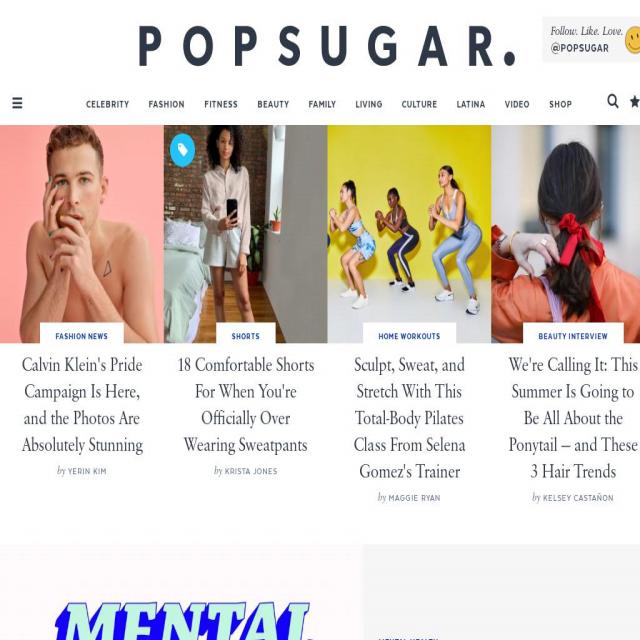 POPSUGAR.
Follow. Like. Love.
@POPSUGAR
CELEBRITY FASHION FITNESS BEAUTY FAMILY LIVING CULTURE LATINA VIDEO SHOP
FASHION NEWS
Calvin Klein's Pride
Campaign Is Here,
and the Photos Are
Absolutely Stunning
by YERIN KIM
SHORTS
18 Comfortable Shorts
For When You're
Officially Over
Wearing Sweatpants
by KRISTA JONES
HOME WORKOUTS
Sculpt, Sweat, and
Stretch With This
Total-Body Pilates
Class From Selena
Gomez's Trainer
by MAGGIE RYAN
BEAUTY INTERVIEW
We're Calling It: This
Summer Is Going to
Be All About the
Ponytail — and These
3 Hair Trends
by KELSEY CASTAÑON
MENTAL